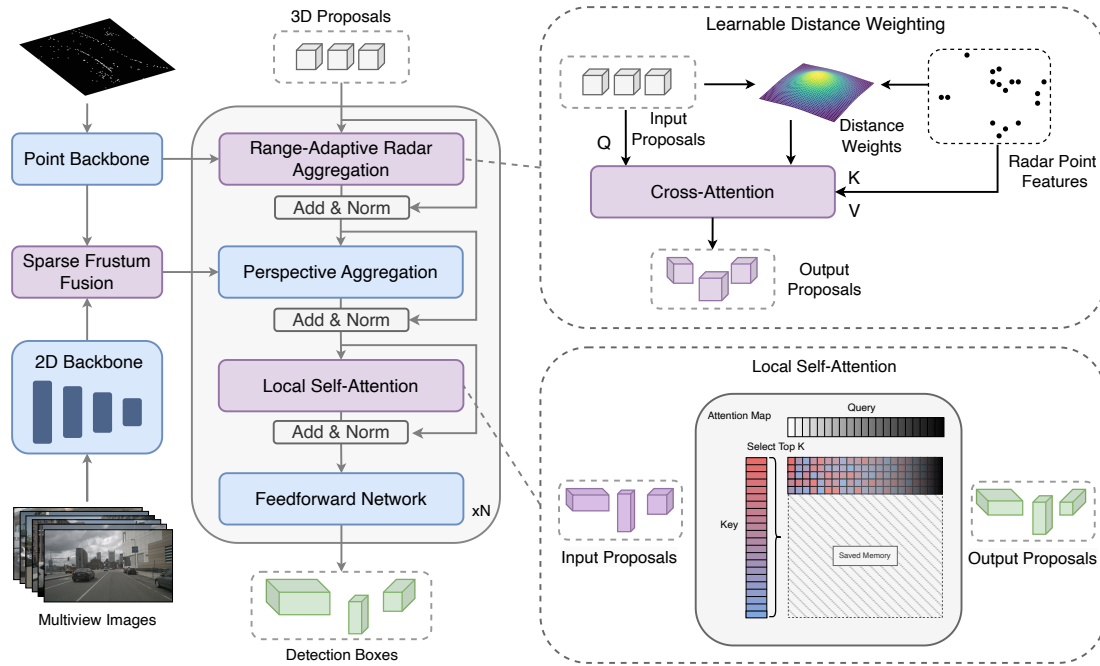 3D Proposals
Point Backbone
Sparse Frustum
Fusion
2D Backbone
Multiview Images
Range-Adaptive Radar
Aggregation
Add & Norm
Perspective Aggregation
Add & Norm
Local Self-Attention
Add & Norm
Feedforward Network
xN
Detection Boxes
Learnable Distance Weighting
Input
Proposals
Q
Distance
Weights
Radar Point
Features
K
V
Cross-Attention
Output
Proposals
Local Self-Attention
Attention Map
Query
Select Top K
Key
Saved Memory
Input Proposals
Output Proposals